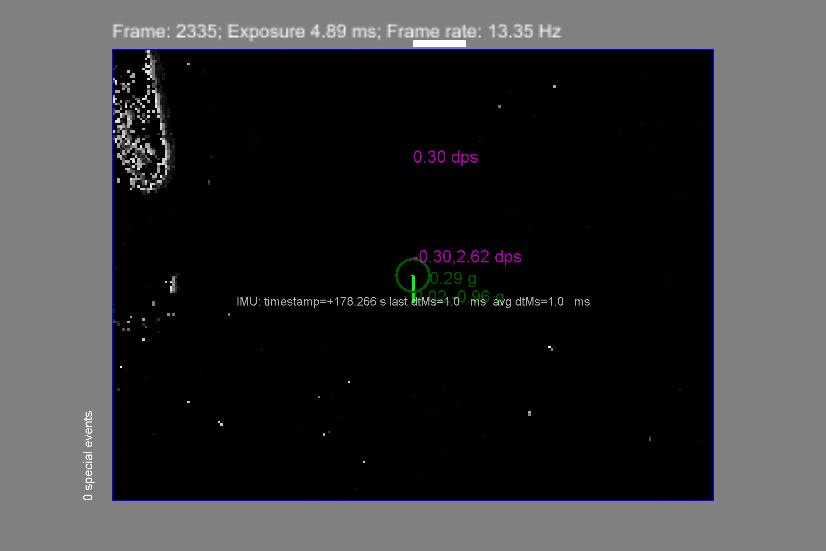 Frame: 2335; Exposure 4.89 ms; Frame rate: 13.35 Hz
0.30 dps
-0.30,2.62 dps
0.29 g
0.96 g
IMU: timestamp=+178.266 s last dtMs=1.0 ms avg dtMs=1.0 ms
0 special events